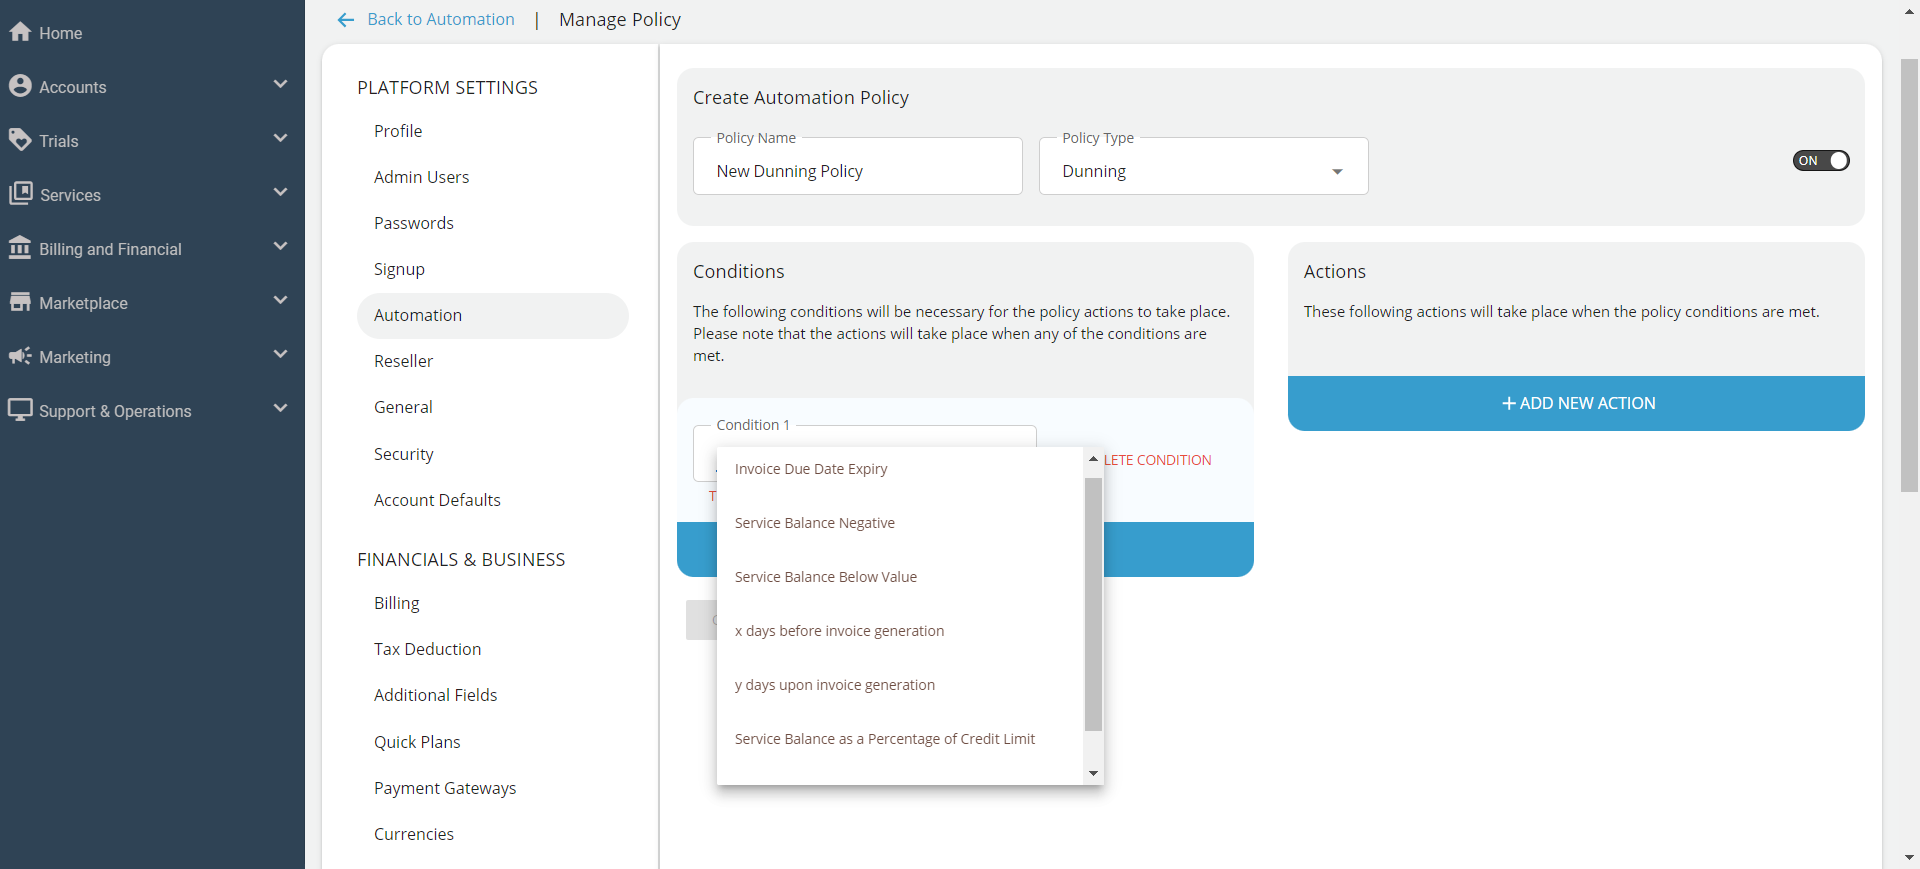 Home
Accounts
Trials
Services
Billing and Financial
Marketplace
Marketing
Support & Operations
Back to Automation | Manage Policy
PLATFORM SETTINGS
Profile
Admin Users
Passwords
Signup
Automation
Reseller
General
Security
Account Defaults
FINANCIALS & BUSINESS
Billing
Tax Deduction
Additional Fields
Quick Plans
Payment Gateways
Currencies
Create Automation Policy
Policy Name
New Dunning Policy
Policy Type
Dunning
ON
Conditions
The following conditions will be necessary for the policy actions to take place.
Please note that the actions will take place when any of the conditions are
met.
Condition 1
LETE CONDITION
Invoice Due Date Expiry
Service Balance Negative
Service Balance Below Value
x days before invoice generation
y days upon invoice generation
Service Balance as a Percentage of Credit Limit
Actions
These following actions will take place when the policy conditions are met.
+ ADD NEW ACTION